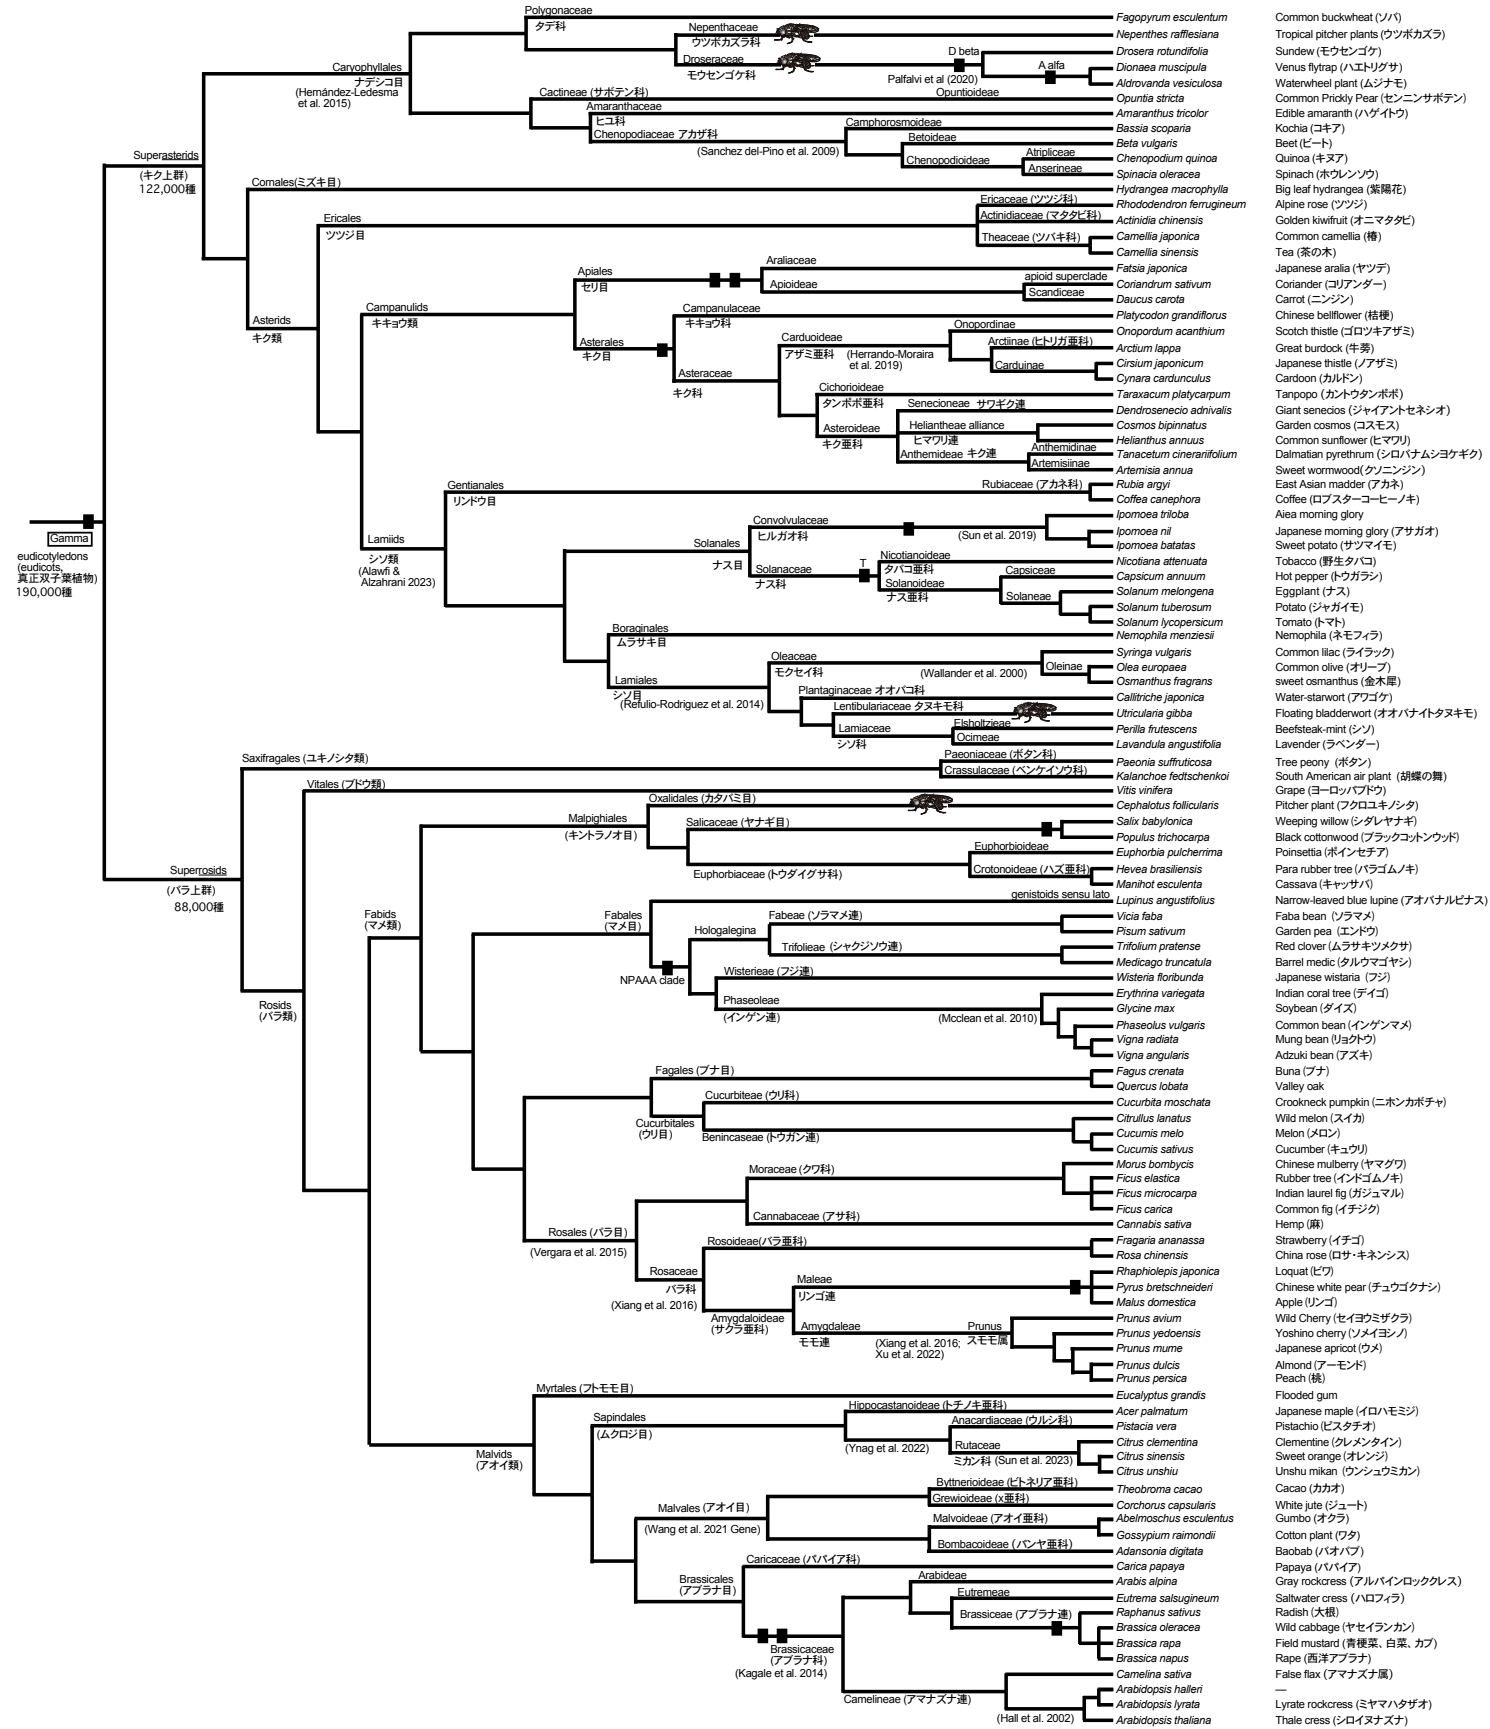 Polygonaceae
タデ科
Fagopyrum esculentum Common buckwheat (ソバ)
Nepenthaceae
ウツボカズラ科
Nepenthes rafflesiana Tropical pitcher plants (ウツボカズラ)
Droseraceae
モウセンゴケ科
D beta
Drosera rotundifolia Sundew (モウセンゴケ)
Palfalvi et al (2020)
A alfa
Dionaea muscipula Venus flytrap (ハエトリグサ)
Aldrovanda vesiculosa Waterwheel plant (ムジナモ)
Caryophyllales
ナデシコ目
(Hernández-Ledesma
et al. 2015)
Cactineae (サボテン科) Opuntioideae
Opuntia stricta Common Prickly Pear (センニンサボテン)
Amaranthaceae
ヒユ科
Amaranthus tricolor Edible amaranth (ハゲイトウ)
Chenopodiaceae アカザ科
(Sanchez del-Pino et al. 2009)
Camphorosmoideae
Bassia scoparia Kochia (コキア)
Betoideae
Beta vulgaris Beet (ビート)
Chenopodioideae
Atripliceae
Chenopodium quinoa Quinoa (キヌア)
Anserineae
Spinacia oleracea Spinach (ホウレンソウ)
Superasterids
(キク上群)
122,000種
Cornales(ミズキ目)
Hydrangea macrophylla Big leaf hydrangea (紫陽花)
Ericales
ツツジ目
Ericaceae (ツツジ科)
Rhododendron ferrugineum Alpine rose (ツツジ)
Actinidiaceae (マタタビ科)
Actinidia chinensis Golden kiwifruit (オニマタタビ)
Theaceae (ツバキ科)
Camellia japonica Common camellia (椿)
Camellia sinensis Tea (茶の木)
Asterids
キク類
Campanulids
キキョウ類
Apiales
セリ目
Araliaceae
Fatsia japonica Japanese aralia (ヤツデ)
Apioideae
apioid superclade
Coriandrum sativum Coriander (コリアンダー)
Scandiceae
Daucus carota Carrot (ニンジン)
Asterales
キク目
Campanulaceae
キキョウ科
Platycodon grandiflorus Chinese bellflower (桔梗)
Asteraceae
キク科
Carduoideae
アザミ亜科
(Herrando-Moraira
et al. 2019)
Onopordinae
Onopordum acanthium Scotch thistle (ゴロツキアザミ)
Arctiinae (ヒトリガ亜科)
Arctium lappa Great burdock (牛蒡)
Carduinae
Cirsium japonicum Japanese thistle (ノアザミ)
Cynara cardunculus Cardoon (カルドン)
Cichorioideae
タンポポ亜科
Taraxacum platycarpum Tanpopo (カントウタンポポ)
Asteroideae
キク亜科
Senecioneae サワギク連
Dendrosenecio adnivalis Giant senecios (ジャイアントセネシオ)
Heliantheae alliance
ヒマワリ連
Cosmos bipinnatus Garden cosmos (コスモス)
Helianthus annuus Common sunflower (ヒマワリ)
Anthemideae キク連
Anthemidinae
Tanacetum cinerariifolium Dalmatian pyrethrum (シロバナムシヨケギク)
Artemisiinae
Artemisia annua Sweet wormwood(クソニンジン)
Gentianales
リンドウ目
Rubiaceae (アカネ科)
Rubia argyi East Asian madder (アカネ)
Coffea canephora Coffee (ロブスターコーヒーノキ)
Gamma
eudicotyledons
(eudicots,
真正双子葉植物)
190,000種
Lamiids
シソ類
(Alawfi &
Alzahrani 2023)
Solanales
ナス目
Convolvulaceae
ヒルガオ科
(Sun et al. 2019)
Ipomoea triloba Aiea morning glory
Ipomoea nil Japanese morning glory (アサガオ)
Ipomoea batatas Sweet potato (サツマイモ)
Solanaceae
ナス科
T
Nicotianoideae
タバコ亜科
Nicotiana attenuata Tobacco (野生タバコ)
Solanoideae
ナス亜科
Capsiceae
Capsicum annuum Hot pepper (トウガラシ)
Solaneae
Solanum melongena Eggplant (ナス)
Solanum tuberosum Potato (ジャガイモ)
Solanum lycopersicum Tomato (トマト)
Boraginales
ムラサキ目
Nemophila menziesii Nemophila (ネモフィラ)
Lamiales
シソ目
(Refulio-Rodriguez et al. 2014)
Oleaceae
モクセイ科
(Wallander et al. 2000)
Syringa vulgaris Common lilac (ライラック)
Oleinae
Olea europaea Common olive (オリーブ)
Osmanthus fragrans sweet osmanthus (金木犀)
Plantaginaceae オオバコ科
Callitriche japonica Water-starwort (アワゴケ)
Lentibulariaceae タヌキモ科
Utricularia gibba Floating bladderwort (オオバナイトタヌキモ)
Lamiaceae
シソ科
Elsholtzieae
Perilla frutescens Beefsteak-mint (シソ)
Ocimeae
Lavandula angustifolia Lavender (ラベンダー)
Saxifragales (ユキノシタ類)
Paeoniaceae (ボタン科)
Paeonia suffruticosa Tree peony (ボタン)
Crassulaceae (ベンケイソウ科)
Kalanchoe fedtschenkoi South American air plant (胡蝶の舞)
Vitales (ブドウ類)
Vitis vinifera Grape (ヨーロッパブドウ)
Malpighiales
(キントラノオ目)
Oxalidales (カタバミ目)
Cephalotus follicularis Pitcher plant (フクロユキノシタ)
Salicaceae (ヤナギ目)
Salix babylonica Weeping willow (シダレヤナギ)
Populus trichocarpa Black cottonwood (ブラックコットンウッド)
Euphorbiaceae (トウダイグサ科)
Euphorbioideae
Euphorbia pulcherrima Poinsettia (ポインセチア)
Crotonoideae (ハズ亜科)
Hevea brasiliensis Para rubber tree (パラゴムノキ)
Manihot esculenta Cassava (キャッサバ)
Superrosids
(バラ上群)
88,000種
Fabids
(マメ類)
Fabales
(マメ目)
genistoids sensu lato
Lupinus angustifolius Narrow-leaved blue lupine (アオバナルピナス)
NPAAA clade
Hologalegina
Fabeae (ソラマメ連)
Vicia faba Faba bean (ソラマメ)
Pisum sativum Garden pea (エンドウ)
Trifolieae (シャクジソウ連)
Trifolium pratense Red clover (ムラサキツメクサ)
Medicago truncatula Barrel medic (タルウマゴヤシ)
Wisterieae (フジ連)
Wisteria floribunda Japanese wistaria (フジ)
Phaseoleae
(インゲン連)
(Mcclean et al. 2010)
Erythrina variegata Indian coral tree (デイゴ)
Glycine max Soybean (ダイズ)
Phaseolus vulgaris Common bean (インゲンマメ)
Vigna radiata Mung bean (リョクトウ)
Vigna angularis Adzuki bean (アズキ)
Rosids
(バラ類)
Fagales (ブナ目)
Fagus crenata Buna (ブナ)
Quercus lobata Valley oak
Cucurbitales
(ウリ目)
Cucurbiteae (ウリ科)
Cucurbita moschata Crookneck pumpkin (ニホンカボチャ)
Benincaseae (トウガン連)
Citrullus lanatus Wild melon (スイカ)
Cucumis melo Melon (メロン)
Cucumis sativus Cucumber (キュウリ)
Rosales (バラ目)
(Vergara et al. 2015)
Moraceae (クワ科)
Morus bombycis Chinese mulberry (ヤマグワ)
Ficus elastica Rubber tree (インドゴムノキ)
Ficus microcarpa Indian laurel fig (ガジュマル)
Ficus carica Common fig (イチジク)
Cannabaceae (アサ科)
Cannabis sativa Hemp (麻)
Rosaceae
バラ科
(Xiang et al. 2016)
Rosoideae(バラ亜科)
Fragaria ananassa Strawberry (イチゴ)
Rosa chinensis China rose (ロサ・キネンシス)
Amygdaloideae
(サクラ亜科)
Maleae
リンゴ連
Rhaphiolepis japonica Loquat (ビワ)
Pyrus bretschneideri Chinese white pear (チュウゴクナシ)
Malus domestica Apple (リンゴ)
Amygdaleae
モモ連
(Xiang et al. 2016;
Xu et al. 2022)
Prunus
スモモ属
Prunus avium Wild Cherry (セイヨウミザクラ)
Prunus yedoensis Yoshino cherry (ソメイヨシノ)
Prunus mume Japanese apricot (ウメ)
Prunus dulcis Almond (アーモンド)
Prunus persica Peach (桃)
Malvids
(アオイ類)
Myrtales (フトモモ目)
Eucalyptus grandis Flooded gum
Sapindales
(ムクロジ目)
Hippocastanoideae (トチノキ亜科)
(Ynag et al. 2022)
Acer palmatum Japanese maple (イロハモミジ)
Anacardiaceae (ウルシ科)
Pistacia vera Pistachio (ピスタチオ)
Rutaceae
ミカン科 (Sun et al. 2023)
Citrus clementina Clementine (クレメンタイン)
Citrus sinensis Sweet orange (オレンジ)
Citrus unshiu Unshu mikan (ウンシュウミカン)
Malvales (アオイ目)
(Wang et al. 2021 Gene)
Byttnerioideae (ビトネリア亜科)
Theobroma cacao Cacao (カカオ)
Grewioideae (x亜科)
Corchorus capsularis White jute (ジュート)
Malvoideae (アオイ亜科)
Abelmoschus esculentus Gumbo (オクラ)
Gossypium raimondii Cotton plant (ワタ)
Bombacoideae (パンヤ亜科)
Adansonia digitata Baobab (バオバブ)
Brassicales
(アブラナ目)
Caricaceae (パパイア科)
Carica papaya Papaya (パパイア)
Brassicaceae
(アブラナ科)
(Kagale et al. 2014)
Arabideae
Arabis alpina Gray rockcress (アルパインロッククレス)
Eutremeae
Eutrema salsugineum Saltwater cress (ハロフィラ)
Brassiceae (アブラナ連)
Raphanus sativus Radish (大根)
Brassica oleracea Wild cabbage (ヤセイランカン)
Brassica rapa Field mustard (青梗菜、白菜、カブ)
Brassica napus Rape (西洋アブラナ)
Camelineae (アマナズナ連)
Camelina sativa False flax (アマナズナ属)
(Hall et al. 2002)
Arabidopsis halleri —
Arabidopsis lyrata Lyrate rockcress (ミヤマハタザオ)
Arabidopsis thaliana Thale cress (シロイヌナズナ)